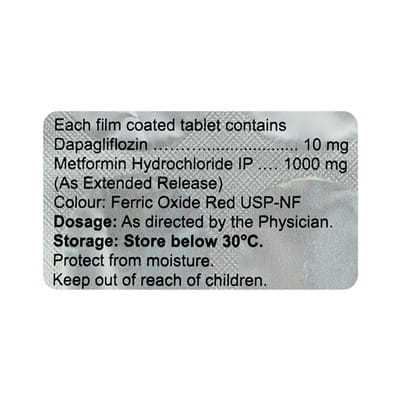 Each film coated tablet contains
Dapagliflozin ................................ 10 mg
Metformin Hydrochloride IP .... 1000 mg
(As Extended Release)
Colour: Ferric Oxide Red USP-NF
Dosage: As directed by the Physician.
Storage: Store below 30°C.
Protect from moisture.
Keep out of reach of children.